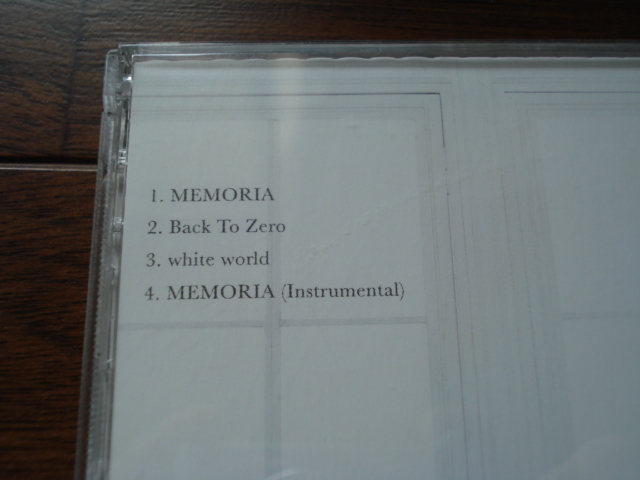 1. MEMORIA
2. Back To Zero
3. white world
4. MEMORIA (Instrumental)